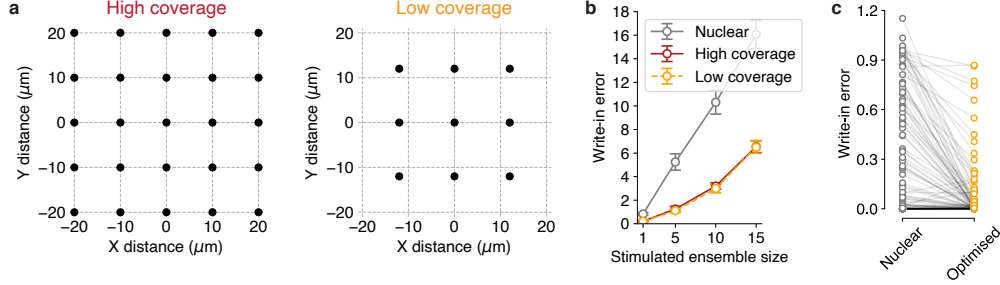 a
High coverage
Y distance (μm)
20
10
0
−10
−20
−20 −10 0 10 20
X distance (μm)
Low coverage
Y distance (μm)
20
10
0
−10
−20
−20 −10 0 10 20
X distance (μm)
b
Write-in error
18
16
14
12
10
8
6
4
2
0
Nuclear
High coverage
Low coverage
1 5 10 15
Stimulated ensemble size
c
Write-in error
1.2
0.9
0.6
0.3
0.0
Nuclear
Optimised